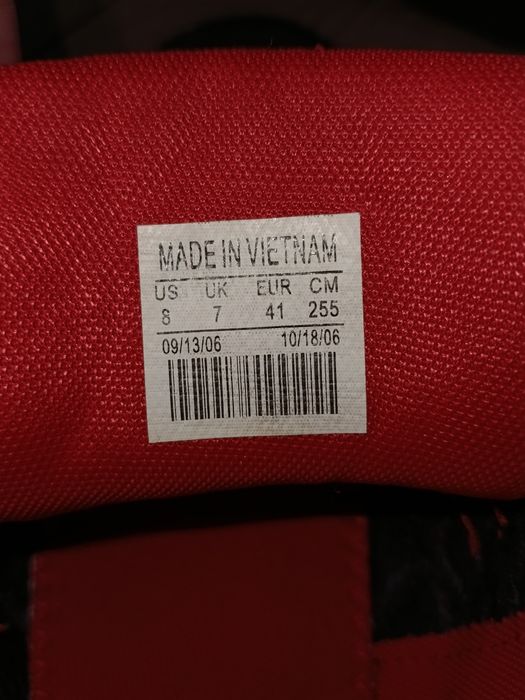 MADE IN VIETNAM
US UK EUR CM
8 7 41 255
09/13/06 10/18/06